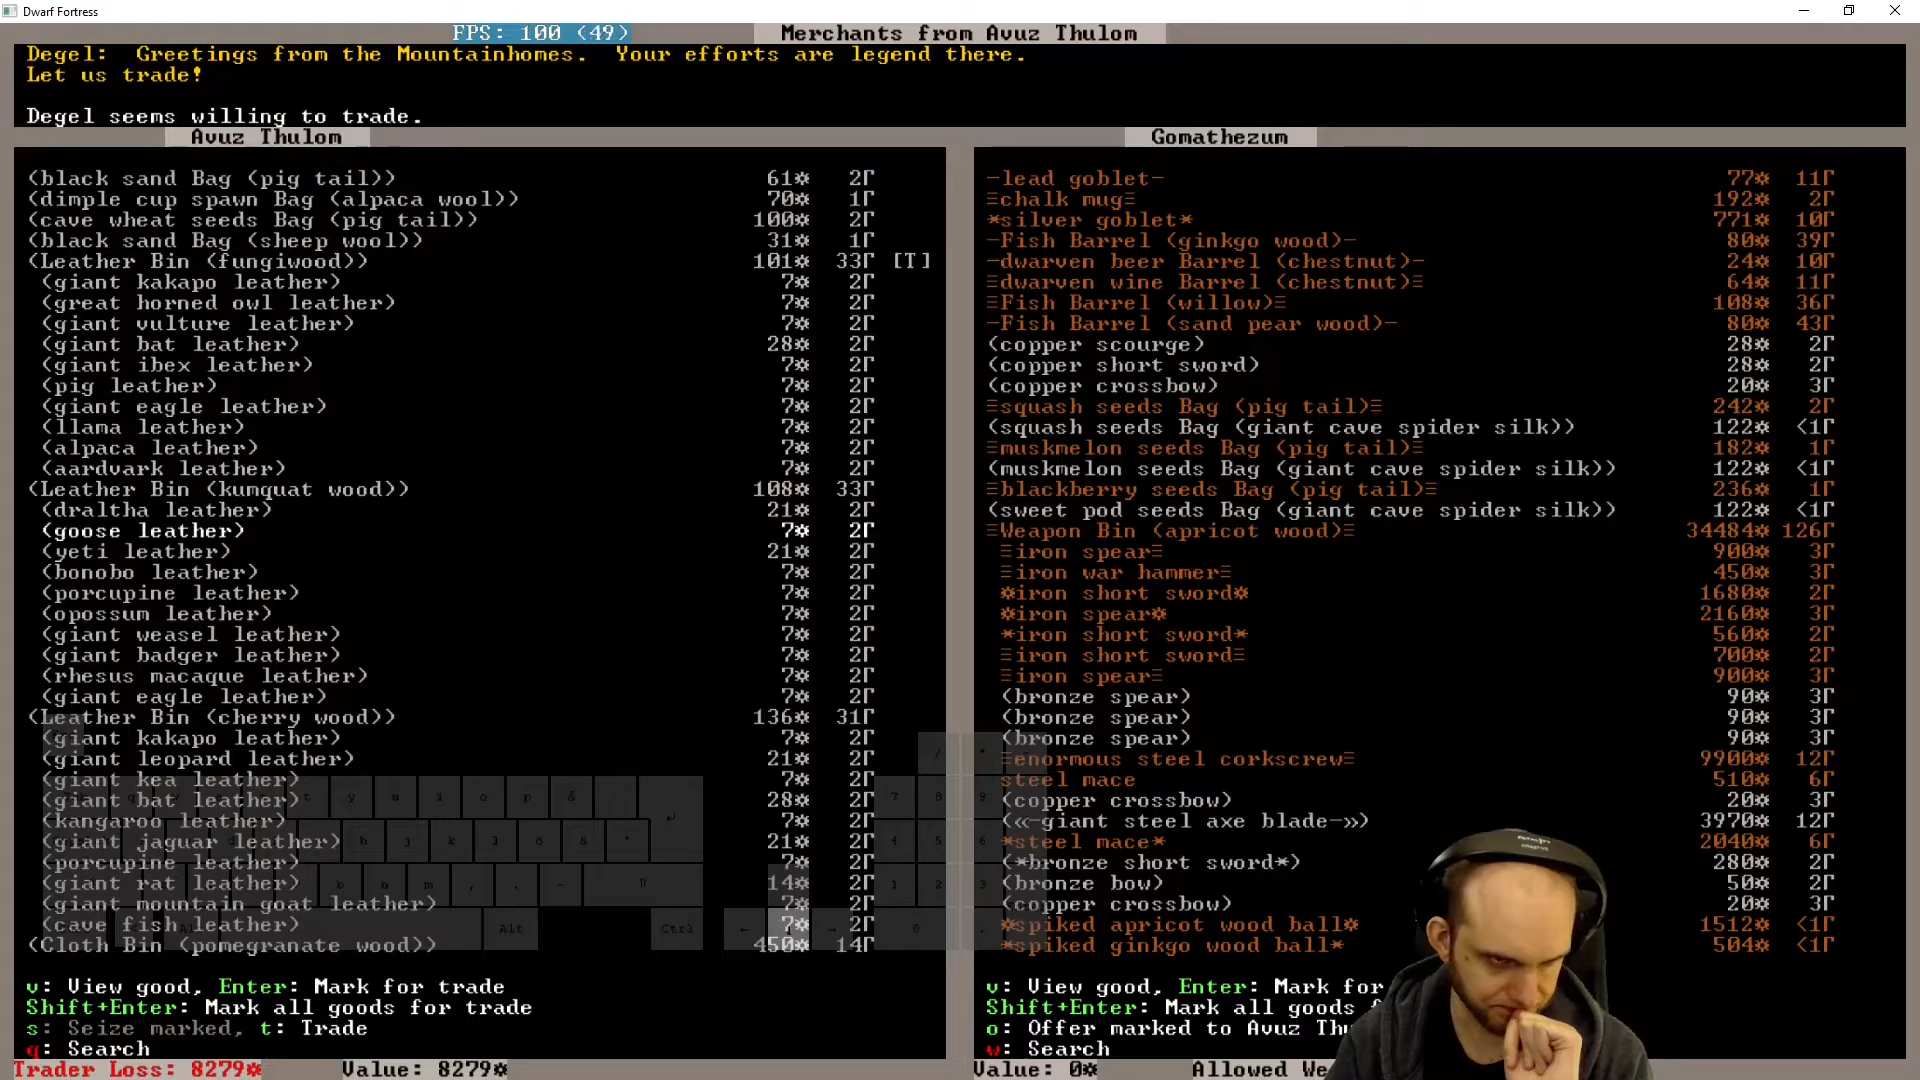 Dwarf Fortress
FPS: 100 (49)
Merchants from Avuz Thulom
Degel: Greetings from the Mountainhomes. Your efforts are legend there.
Let us trade!
Degel seems willing to trade.
Avuz Thulom
(black sand Bag (pig tail)) 61☼ 2Γ
(dimple cup spawn Bag (alpaca wool)) 70☼ 1Γ
(cave wheat seeds Bag (pig tail)) 100☼ 2Γ
(black sand Bag (sheep wool)) 31☼ 1Γ
(Leather Bin (fungiwood)) 101☼ 33Γ [T]
(giant kakapo leather) 7☼ 2Γ
(great horned owl leather) 7☼ 2Γ
(giant vulture leather) 7☼ 2Γ
(giant bat leather) 28☼ 2Γ
(giant ibex leather) 7☼ 2Γ
(pig leather) 7☼ 2Γ
(giant eagle leather) 7☼ 2Γ
(llama leather) 7☼ 2Γ
(alpaca leather) 7☼ 2Γ
(aardvark leather) 7☼ 2Γ
(Leather Bin (kumquat wood)) 108☼ 33Γ
(draltha leather) 21☼ 2Γ
(goose leather) 7☼ 2Γ
(yeti leather) 21☼ 2Γ
(bonobo leather) 7☼ 2Γ
(porcupine leather) 7☼ 2Γ
(opossum leather) 7☼ 2Γ
(giant weasel leather) 7☼ 2Γ
(giant badger leather) 7☼ 2Γ
(rhesus macaque leather) 7☼ 2Γ
(giant eagle leather) 7☼ 2Γ
(Leather Bin (cherry wood)) 136☼ 31Γ
(giant kakapo leather) 7☼ 2Γ
(giant leopard leather) 21☼ 2Γ
(giant kea leather) 7☼ 2Γ
(giant bat leather) 28☼ 2Γ
(kangaroo leather) 7☼ 2Γ
(giant jaguar leather) 21☼ 2Γ
(porcupine leather) 7☼ 2Γ
(giant rat leather) 14☼ 2Γ
(giant mountain goat leather) 7☼ 2Γ
(cave fish leather) 7☼ 2Γ
(Cloth Bin (pomegranate wood)) 450☼ 14Γ
v: View good, Enter: Mark for trade
Shift+Enter: Mark all goods for trade
s: Seize marked, t: Trade
q: Search
Trader Loss: 8279☼ Value: 8279☼
Gomathezum
-lead goblet- 77☼ 11Γ
≡chalk mug≡ 192☼ 2Γ
*silver goblet* 771☼ 10Γ
-Fish Barrel (ginkgo wood)- 80☼ 39Γ
-dwarven beer Barrel (chestnut)- 24☼ 10Γ
≡dwarven wine Barrel (chestnut)≡ 64☼ 11Γ
≡Fish Barrel (willow)≡ 108☼ 36Γ
-Fish Barrel (sand pear wood)- 80☼ 43Γ
(copper scourge) 28☼ 2Γ
(copper short sword) 28☼ 2Γ
(copper crossbow) 20☼ 3Γ
≡squash seeds Bag (pig tail)≡ 242☼ 2Γ
(squash seeds Bag (giant cave spider silk)) 122☼ <1Γ
≡muskmelon seeds Bag (pig tail)≡ 182☼ 1Γ
(muskmelon seeds Bag (giant cave spider silk)) 122☼ <1Γ
≡blackberry seeds Bag (pig tail)≡ 236☼ 1Γ
(sweet pod seeds Bag (giant cave spider silk)) 122☼ <1Γ
≡Weapon Bin (apricot wood)≡ 34484☼ 126Γ
≡iron spear≡ 900☼ 3Γ
≡iron war hammer≡ 450☼ 3Γ
☼iron short sword☼ 1680☼ 2Γ
☼iron spear☼ 2160☼ 3Γ
*iron short sword* 560☼ 2Γ
≡iron short sword≡ 700☼ 2Γ
≡iron spear≡ 900☼ 3Γ
(bronze spear) 90☼ 3Γ
(bronze spear) 90☼ 3Γ
(bronze spear) 90☼ 3Γ
≡enormous steel corkscrew≡ 9900☼ 12Γ
steel mace 510☼ 6Γ
(copper crossbow) 20☼ 3Γ
(«-giant steel axe blade-») 3970☼ 12Γ
*steel mace* 2040☼ 6Γ
(*bronze short sword*) 280☼ 2Γ
(bronze bow) 50☼ 2Γ
(copper crossbow) 20☼ 3Γ
☼spiked apricot wood ball☼ 1512☼ <1Γ
*spiked ginkgo wood ball* 504☼ <1Γ
v: View good, Enter: Mark for
Shift+Enter: Mark all goods
o: Offer marked to Avuz Thu
w: Search
Value: 0☼ Allowed We